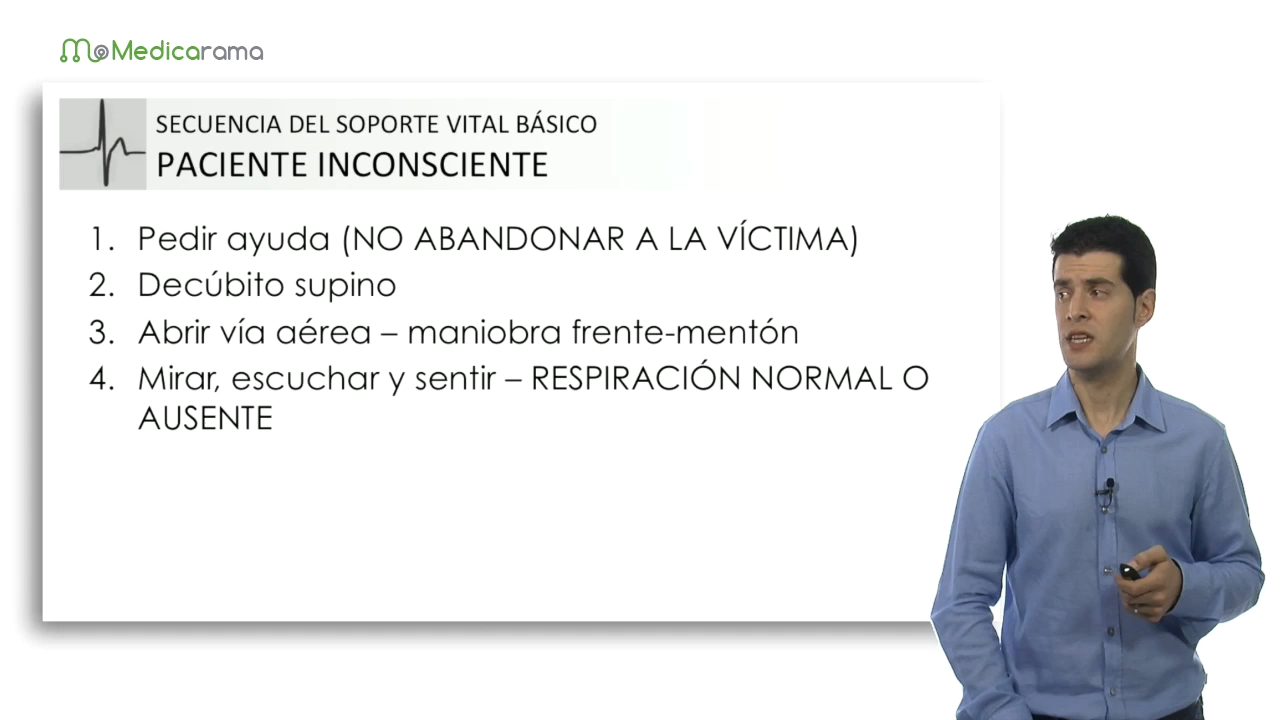 Medicarama
SECUENCIA DEL SOPORTE VITAL BÁSICO
PACIENTE INCONSCIENTE
1. Pedir ayuda (NO ABANDONAR A LA VÍCTIMA)
2. Decúbito supino
3. Abrir vía aérea – maniobra frente-mentón
4. Mirar, escuchar y sentir – RESPIRACIÓN NORMAL O
AUSENTE